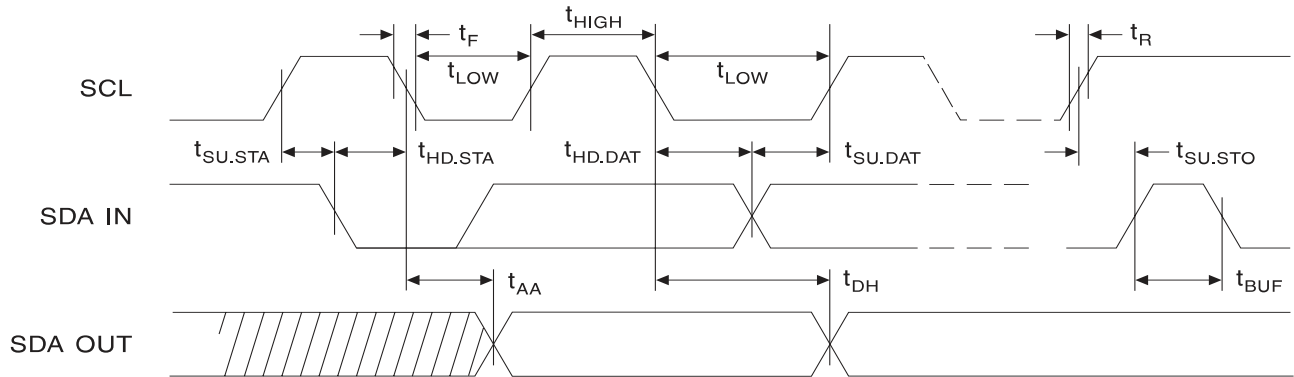 tF
tHIGH
tR
tLOW
tLOW
SCL
tSU.STA
tHD.STA
tHD.DAT
tSU.DAT
tSU.STO
SDA IN
tAA
tDH
tBUF
SDA OUT